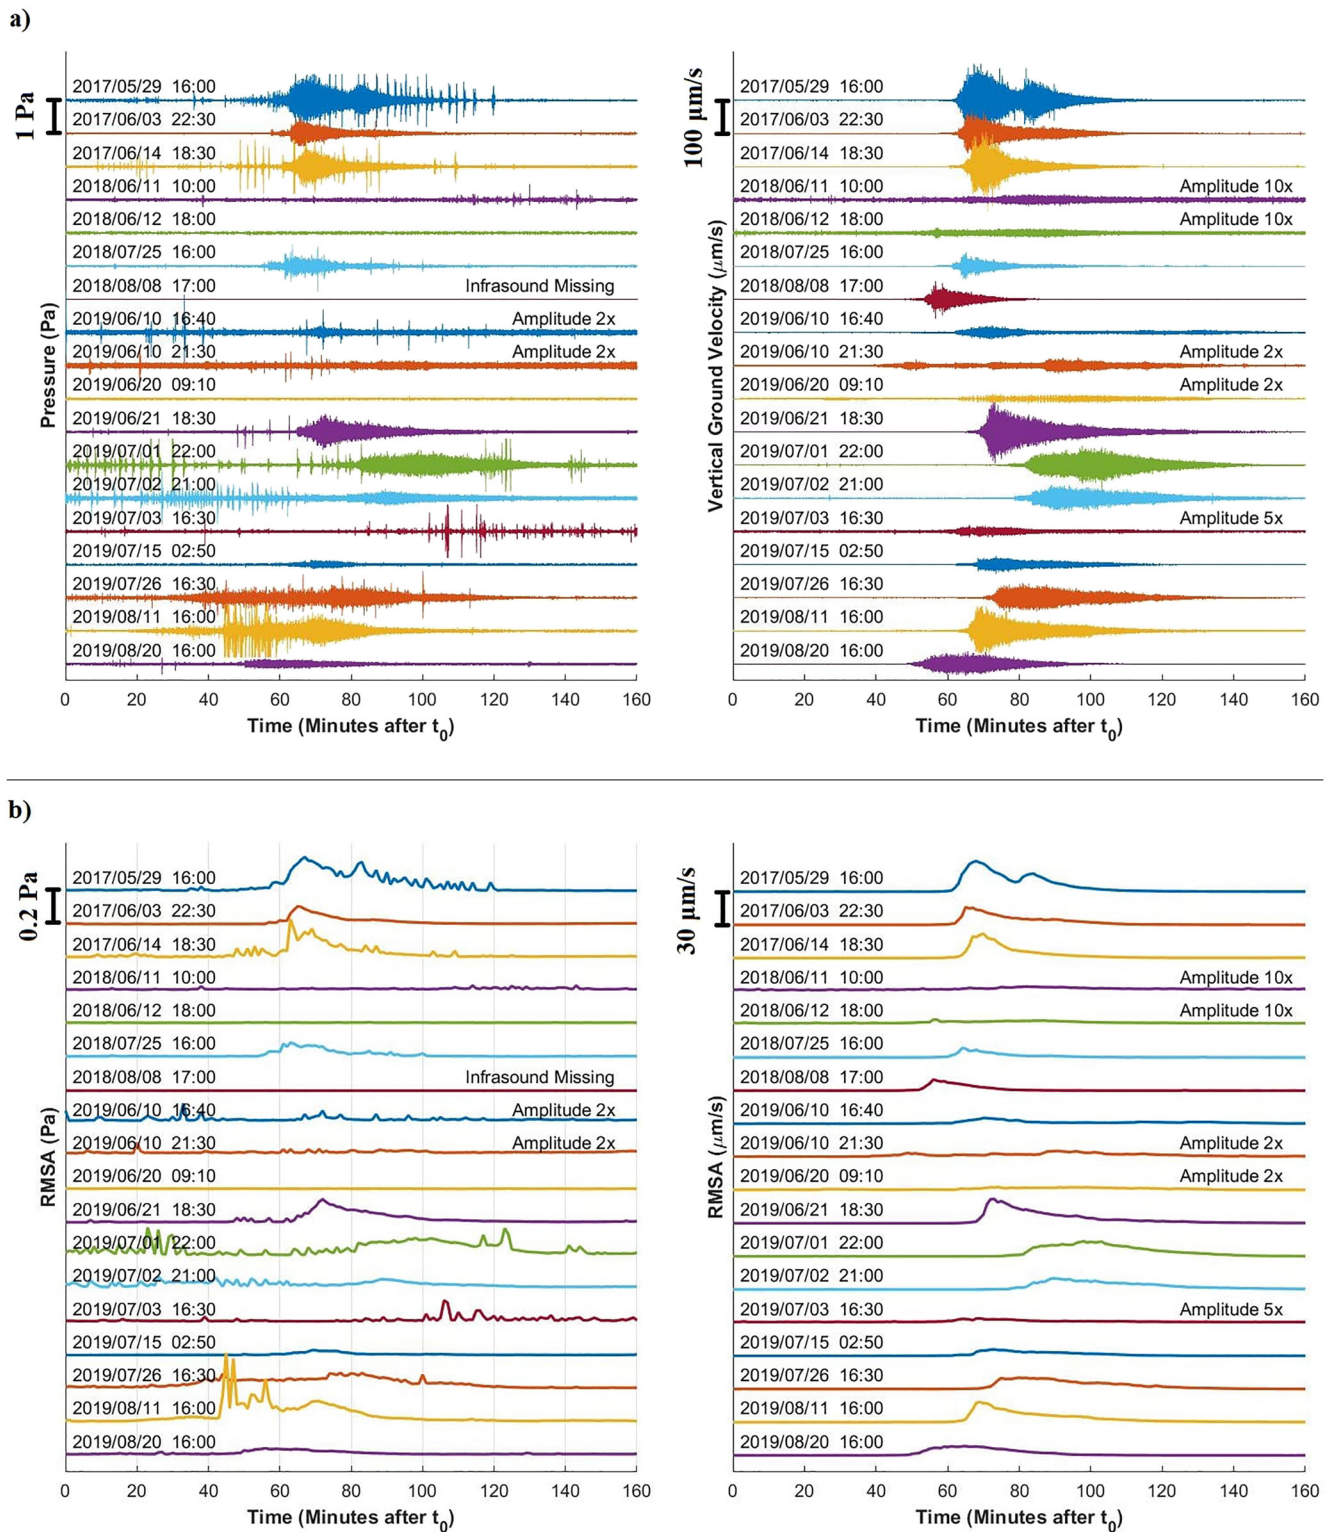 a)
1 Pa
Pressure (Pa)
2017/05/29 16:00
2017/06/03 22:30
2017/06/14 18:30
2018/06/11 10:00
2018/06/12 18:00
2018/07/25 16:00
2018/08/08 17:00 Infrasound Missing
2019/06/10 16:40 Amplitude 2x
2019/06/10 21:30 Amplitude 2x
2019/06/20 09:10
2019/06/21 18:30
2019/07/01 22:00
2019/07/02 21:00
2019/07/03 16:30
2019/07/15 02:50
2019/07/26 16:30
2019/08/11 16:00
2019/08/20 16:00
0 20 40 60 80 100 120 140 160
Time (Minutes after t0)
100 μm/s
Vertical Ground Velocity (μm/s)
2017/05/29 16:00
2017/06/03 22:30
2017/06/14 18:30
2018/06/11 10:00 Amplitude 10x
2018/06/12 18:00 Amplitude 10x
2018/07/25 16:00
2018/08/08 17:00
2019/06/10 16:40
2019/06/10 21:30 Amplitude 2x
2019/06/20 09:10 Amplitude 2x
2019/06/21 18:30
2019/07/01 22:00
2019/07/02 21:00
2019/07/03 16:30 Amplitude 5x
2019/07/15 02:50
2019/07/26 16:30
2019/08/11 16:00
2019/08/20 16:00
0 20 40 60 80 100 120 140 160
Time (Minutes after t0)
b)
0.2 Pa
RMSA (Pa)
2017/05/29 16:00
2017/06/03 22:30
2017/06/14 18:30
2018/06/11 10:00
2018/06/12 18:00
2018/07/25 16:00
2018/08/08 17:00 Infrasound Missing
2019/06/10 16:40 Amplitude 2x
2019/06/10 21:30 Amplitude 2x
2019/06/20 09:10
2019/06/21 18:30
2019/07/01 22:00
2019/07/02 21:00
2019/07/03 16:30
2019/07/15 02:50
2019/07/26 16:30
2019/08/11 16:00
2019/08/20 16:00
0 20 40 60 80 100 120 140 160
Time (Minutes after t0)
30 μm/s
RMSA (μm/s)
2017/05/29 16:00
2017/06/03 22:30
2017/06/14 18:30
2018/06/11 10:00 Amplitude 10x
2018/06/12 18:00 Amplitude 10x
2018/07/25 16:00
2018/08/08 17:00
2019/06/10 16:40
2019/06/10 21:30 Amplitude 2x
2019/06/20 09:10 Amplitude 2x
2019/06/21 18:30
2019/07/01 22:00
2019/07/02 21:00
2019/07/03 16:30 Amplitude 5x
2019/07/15 02:50
2019/07/26 16:30
2019/08/11 16:00
2019/08/20 16:00
0 20 40 60 80 100 120 140 160
Time (Minutes after t0)